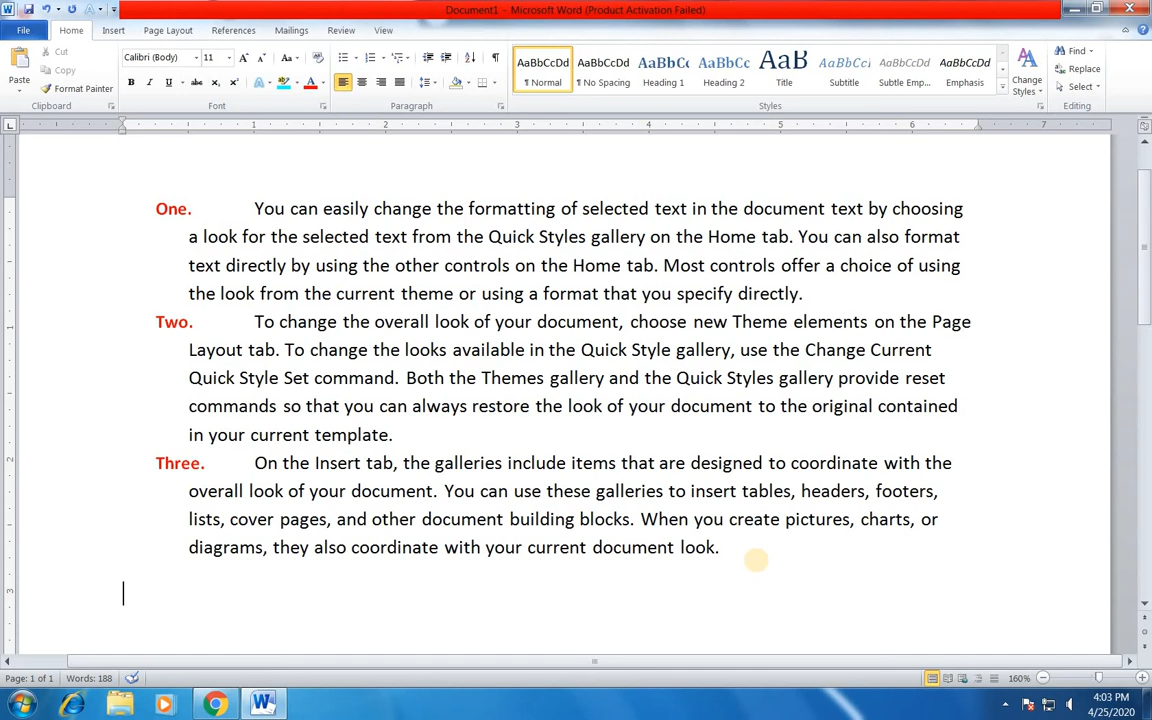 Document1 - Microsoft Word (Product Activation Failed)
File Home Insert Page Layout References Mailings Review View
Cut
Copy
Format Painter
Paste
Calibri (Body) 11
AaBbCcDd AaBbCcDd AaBbCc AaBbCc AaB AaBbCcI AaBbCcDd AaBbCcDd
¶ Normal ¶ No Spacing Heading 1 Heading 2 Title Subtitle Subtle Emp... Emphasis
Change Styles
Find
Replace
Select
Clipboard Font Paragraph Styles Editing
1 2 3 4 5 6 7
One. You can easily change the formatting of selected text in the document text by choosing
a look for the selected text from the Quick Styles gallery on the Home tab. You can also format
text directly by using the other controls on the Home tab. Most controls offer a choice of using
the look from the current theme or using a format that you specify directly.
Two. To change the overall look of your document, choose new Theme elements on the Page
Layout tab. To change the looks available in the Quick Style gallery, use the Change Current
Quick Style Set command. Both the Themes gallery and the Quick Styles gallery provide reset
commands so that you can always restore the look of your document to the original contained
in your current template.
Three. On the Insert tab, the galleries include items that are designed to coordinate with the
overall look of your document. You can use these galleries to insert tables, headers, footers,
lists, cover pages, and other document building blocks. When you create pictures, charts, or
diagrams, they also coordinate with your current document look.
Page: 1 of 1 Words: 188 160%
4:03 PM
4/25/2020